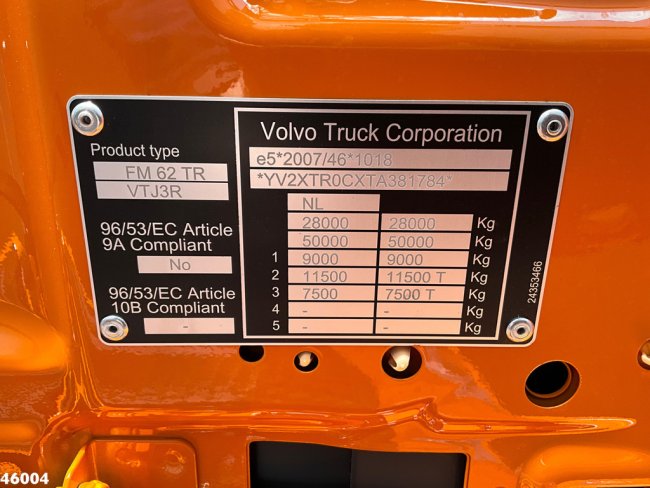 Product type
FM 62 TR
VTJ3R
96/53/EC Article
9A Compliant
No
96/53/EC Article
10B Compliant
-
Volvo Truck Corporation
e5*2007/46*1018
*YV2XTR0CXTA381784*
NL
28000 28000 Kg
50000 50000 Kg
1 9000 9000 Kg
2 11500 11500 T Kg
3 7500 7500 T Kg
4 - - Kg
5 - - Kg
24353466
46004